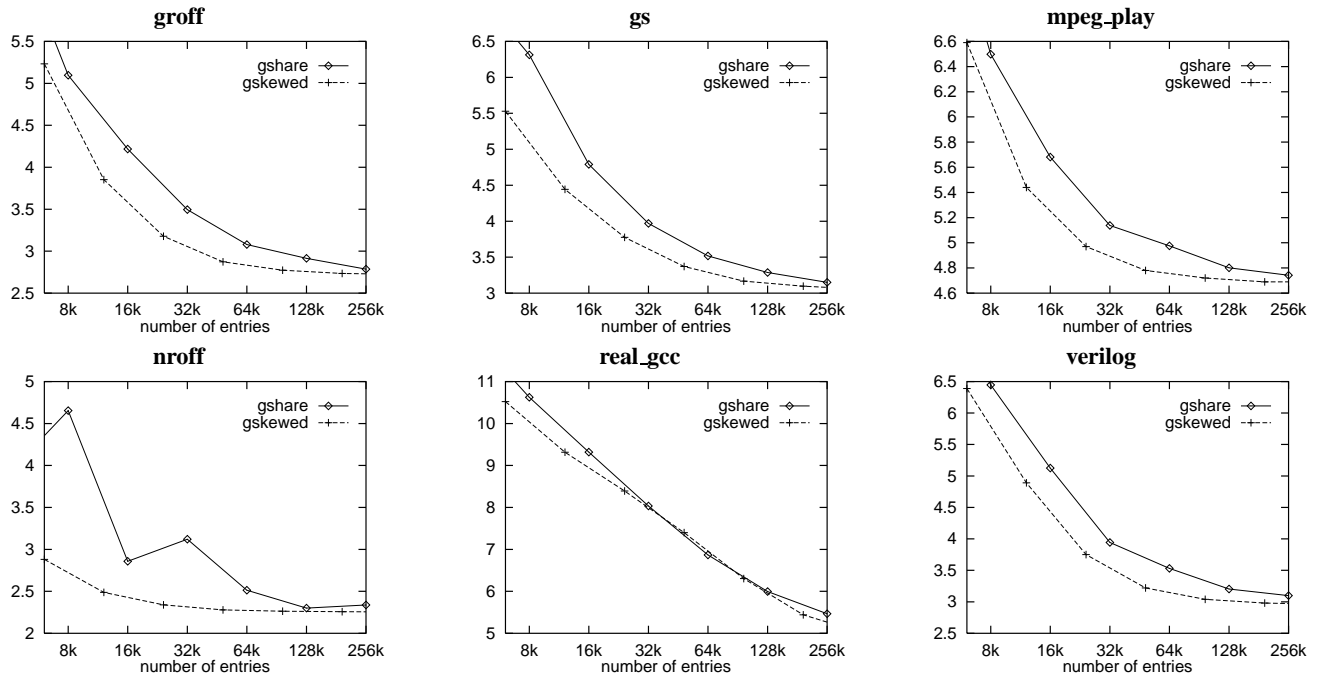 groff
5.5
5
4.5
4
3.5
3
2.5
gshare
gskewed
8k 16k 32k 64k 128k 256k
number of entries
gs
6.5
6
5.5
5
4.5
4
3.5
3
gshare
gskewed
8k 16k 32k 64k 128k 256k
number of entries
mpeg_play
6.6
6.4
6.2
6
5.8
5.6
5.4
5.2
5
4.8
4.6
gshare
gskewed
8k 16k 32k 64k 128k 256k
number of entries
nroff
5
4.5
4
3.5
3
2.5
2
gshare
gskewed
8k 16k 32k 64k 128k 256k
number of entries
real_gcc
11
10
9
8
7
6
5
gshare
gskewed
8k 16k 32k 64k 128k 256k
number of entries
verilog
6.5
6
5.5
5
4.5
4
3.5
3
2.5
gshare
gskewed
8k 16k 32k 64k 128k 256k
number of entries